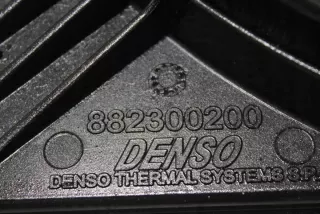 882300200
DENSO
DENSO THERMAL SYSTEMS S.P.